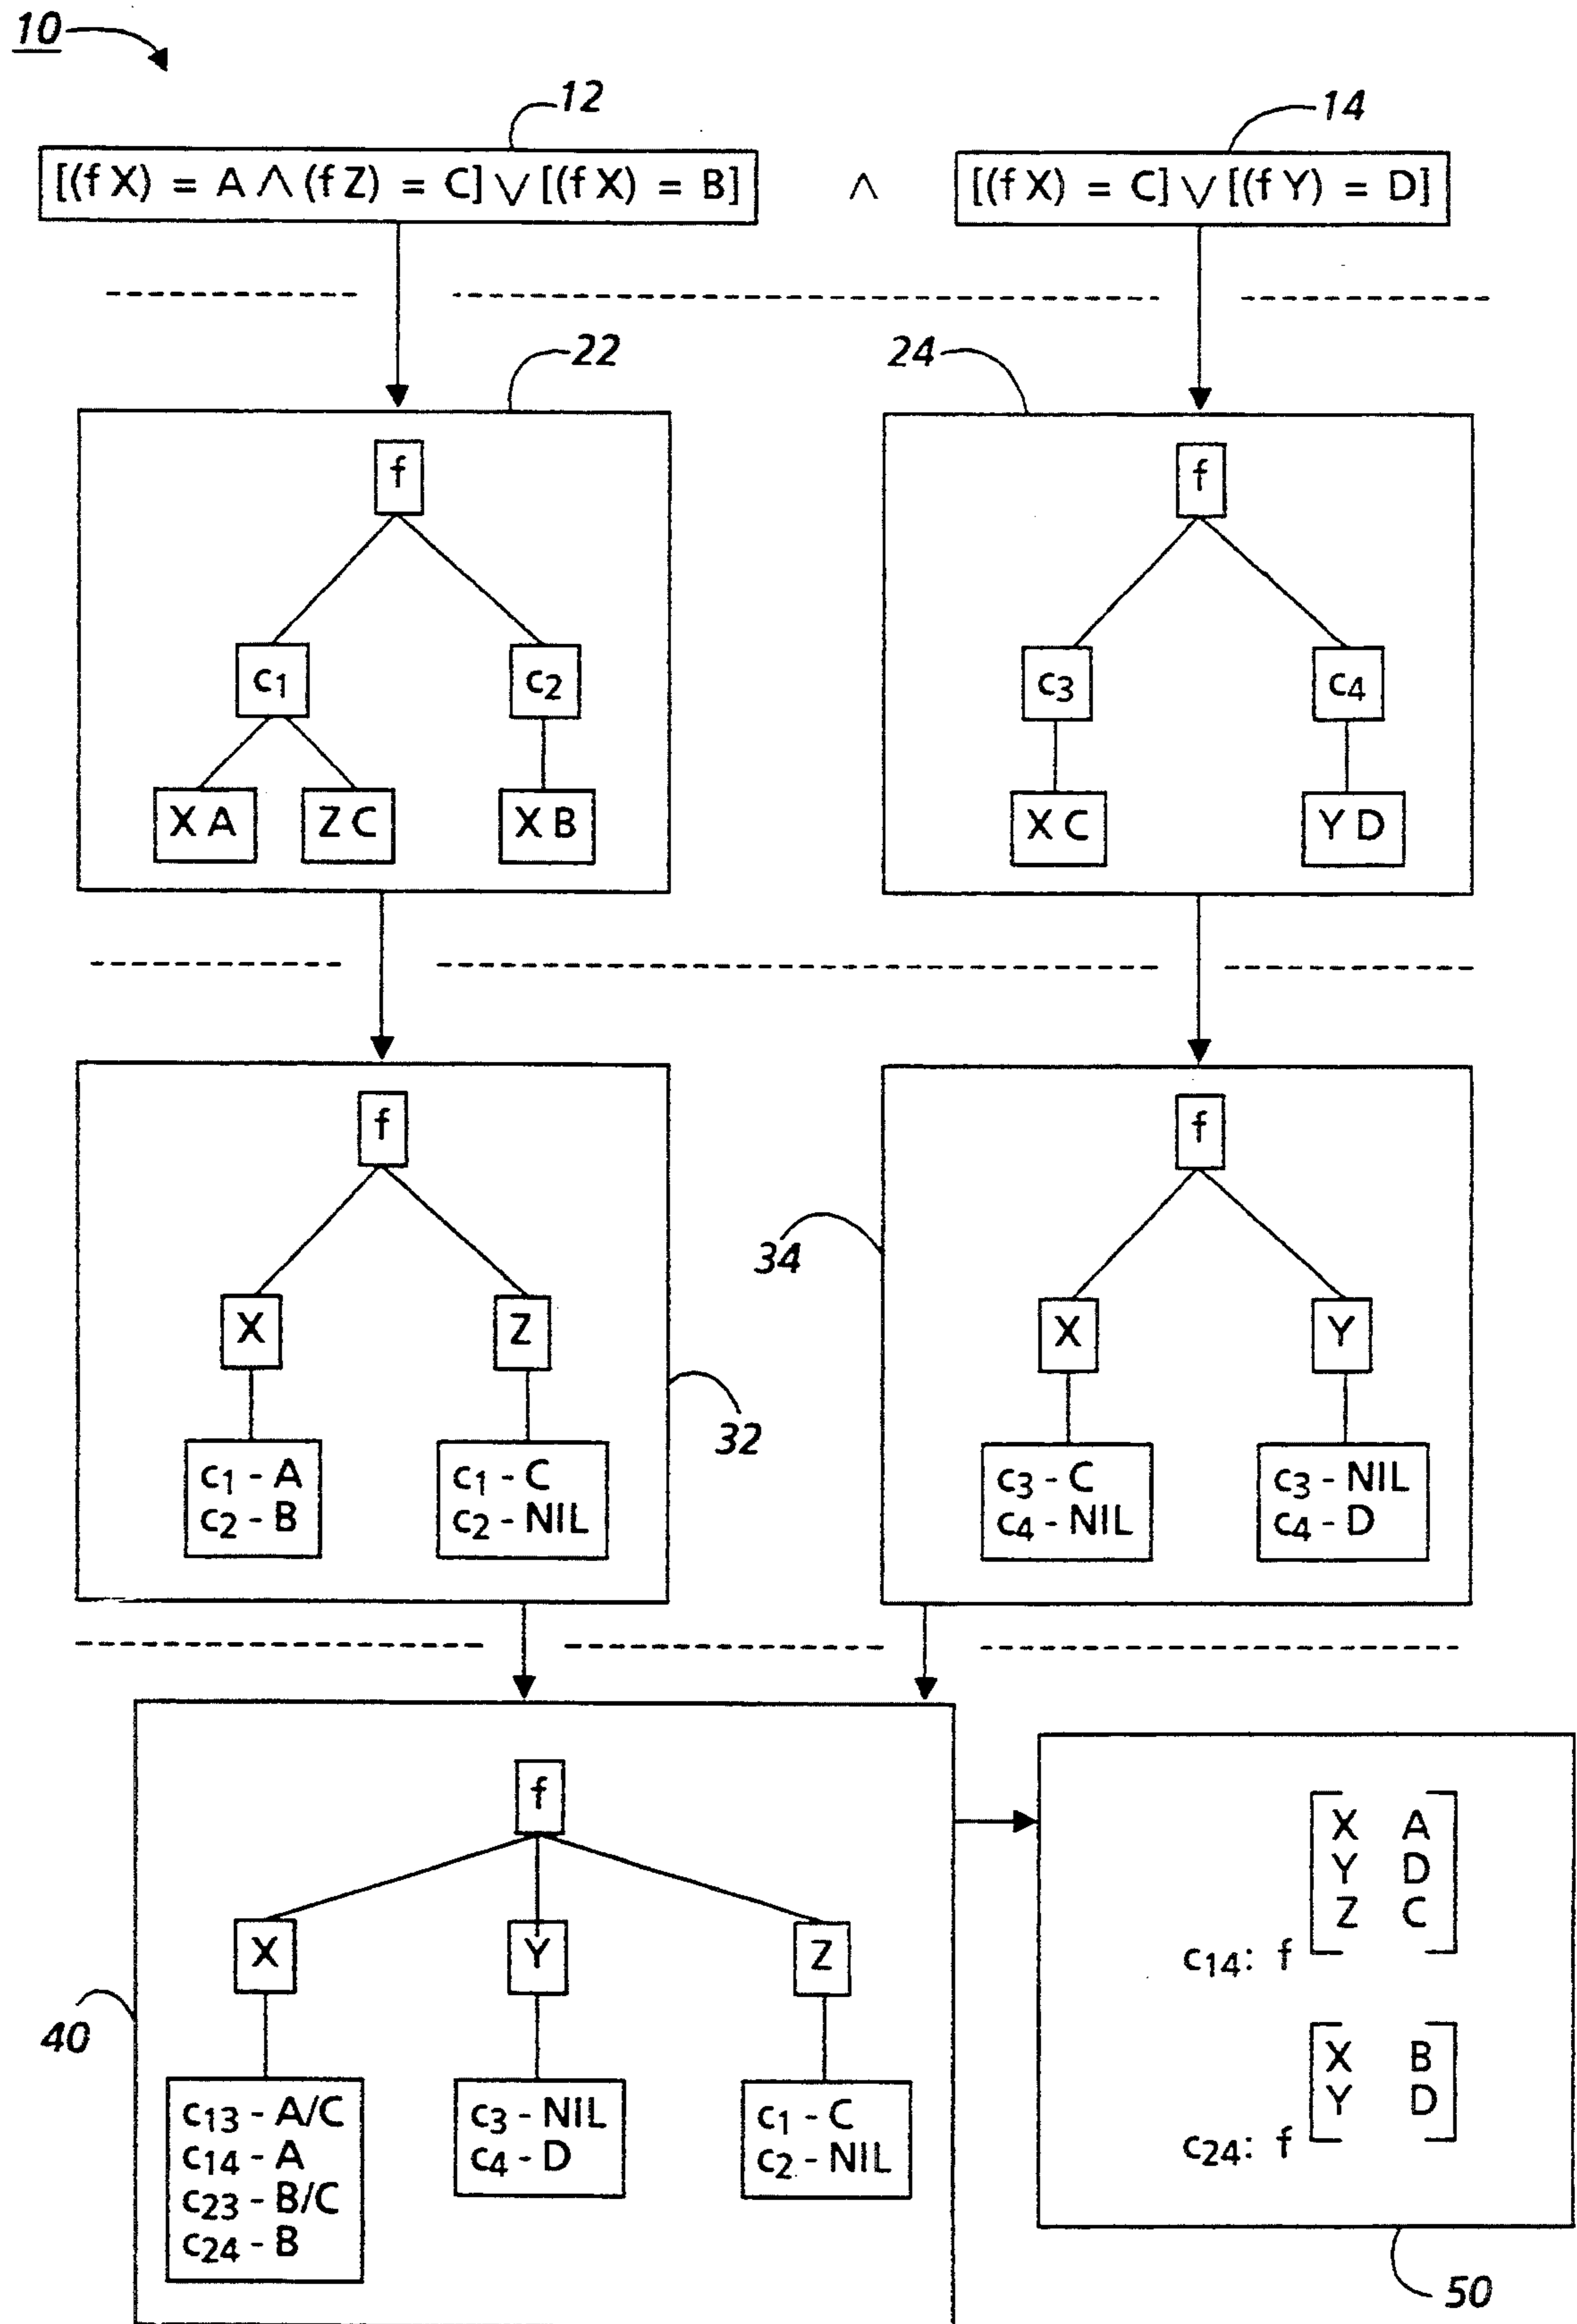 10
12
14
[(f X) = A ∧ (f Z) = C] ∨ [(f X) = B] ∧ [(f X) = C] ∨ [(f Y) = D]
22
24
f
f
c1
c2
c3
c4
X A
Z C
X B
X C
Y D
f
f
34
X
Z
X
Y
32
c1 - A
c2 - B
c1 - C
c2 - NIL
c3 - C
c4 - NIL
c3 - NIL
c4 - D
f
X
Y
Z
40
c13 - A/C
c14 - A
c23 - B/C
c24 - B
c3 - NIL
c4 - D
c1 - C
c2 - NIL
X A
Y D
Z C
c14: f
X B
Y D
c24: f
50